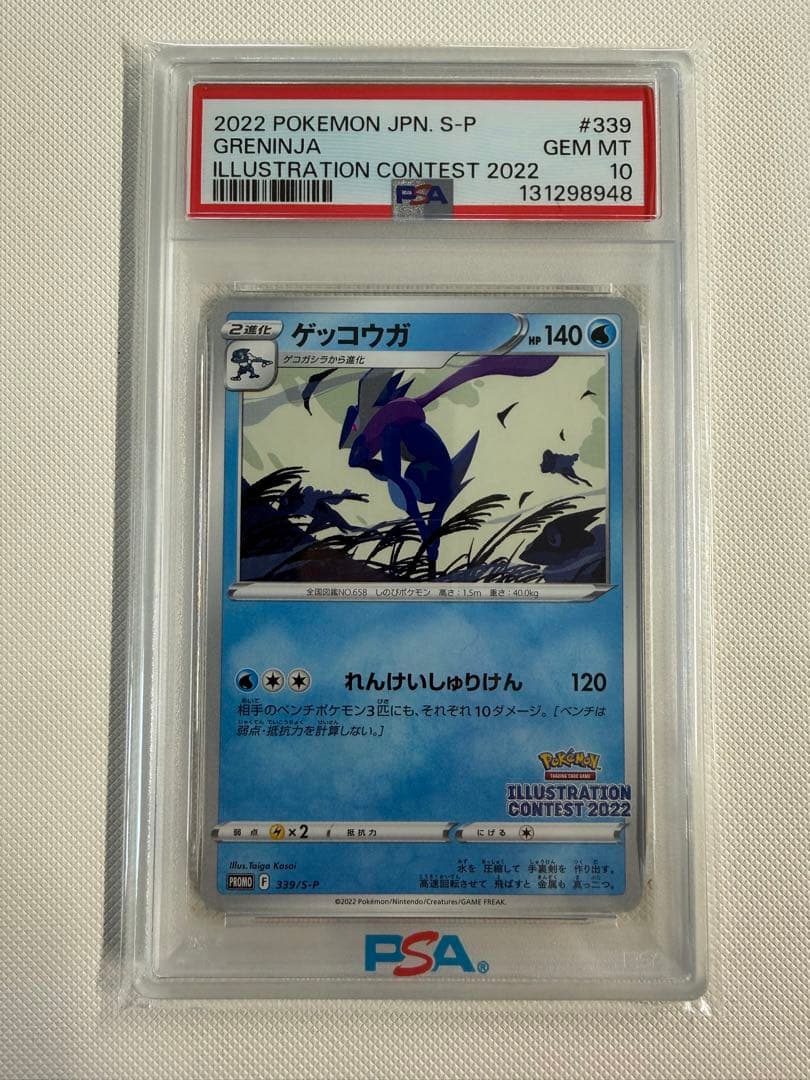 2022 POKEMON JPN. S-P #339
GRENINJA GEM MT
ILLUSTRATION CONTEST 2022 10
PSA 131298948
2進化 ゲッコウガ HP 140
ゲコガシラから進化
全国図鑑NO.658 しのびポケモン 高さ:1.5m 重さ:40.0kg
れんけいしゅりけん 120
相手のベンチポケモン3匹にも、それぞれ10ダメージ。[ベンチは
弱点・抵抗力を計算しない。]
Pokémon
TRADING CARD GAME
ILLUSTRATION
CONTEST 2022
弱点 ×2 抵抗力 にげる
Illus.Taiga Kasai
PROMO F 339/S-P
水を圧縮して手裏剣を作り出す。
高速回転させて飛ばすと金属も真っ二つ。
©2022 Pokémon/Nintendo/Creatures/GAME FREAK.
PSA®